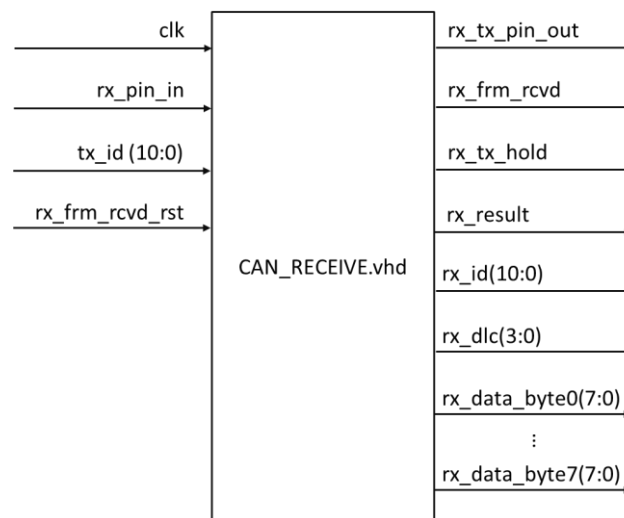 clk
rx_pin_in
tx_id (10:0)
rx_frm_rcvd_rst
CAN_RECEIVE.vhd
rx_tx_pin_out
rx_frm_rcvd
rx_tx_hold
rx_result
rx_id(10:0)
rx_dlc(3:0)
rx_data_byte0(7:0)
...
rx_data_byte7(7:0)